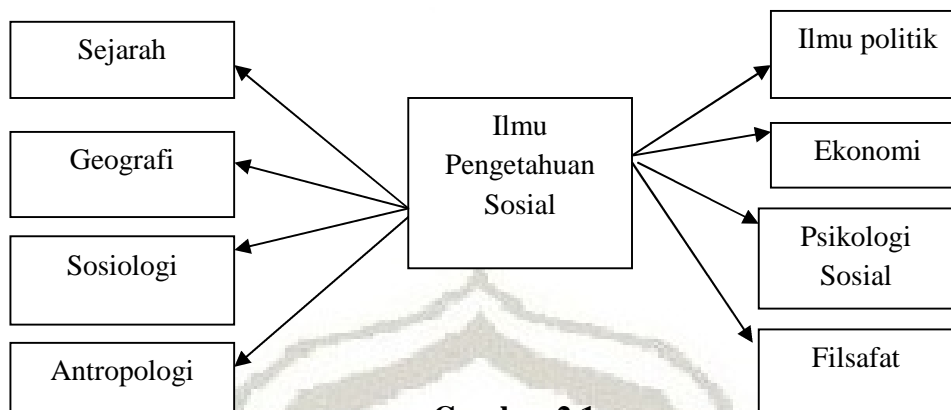 Sejarah
Geografi
Sosiologi
Antropologi
Ilmu
Pengetahuan
Sosial
Ilmu politik
Ekonomi
Psikologi
Sosial
Filsafat